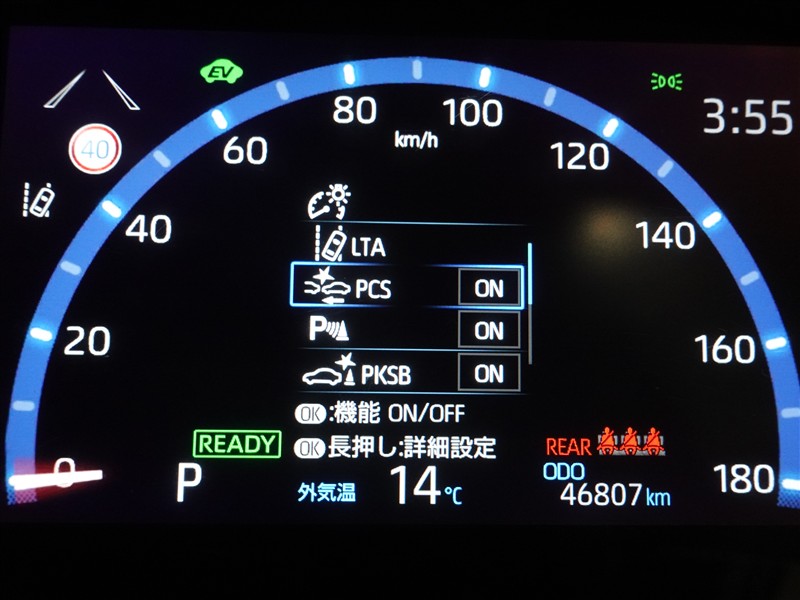 EV
3:55
40
0
20
40
60
80
100
120
140
160
180
km/h
LTA
PCS ON
P ON
PKSB ON
OK:機能 ON/OFF
OK長押し:詳細設定
READY
P
外気温 14℃
REAR
ODO
46807 km